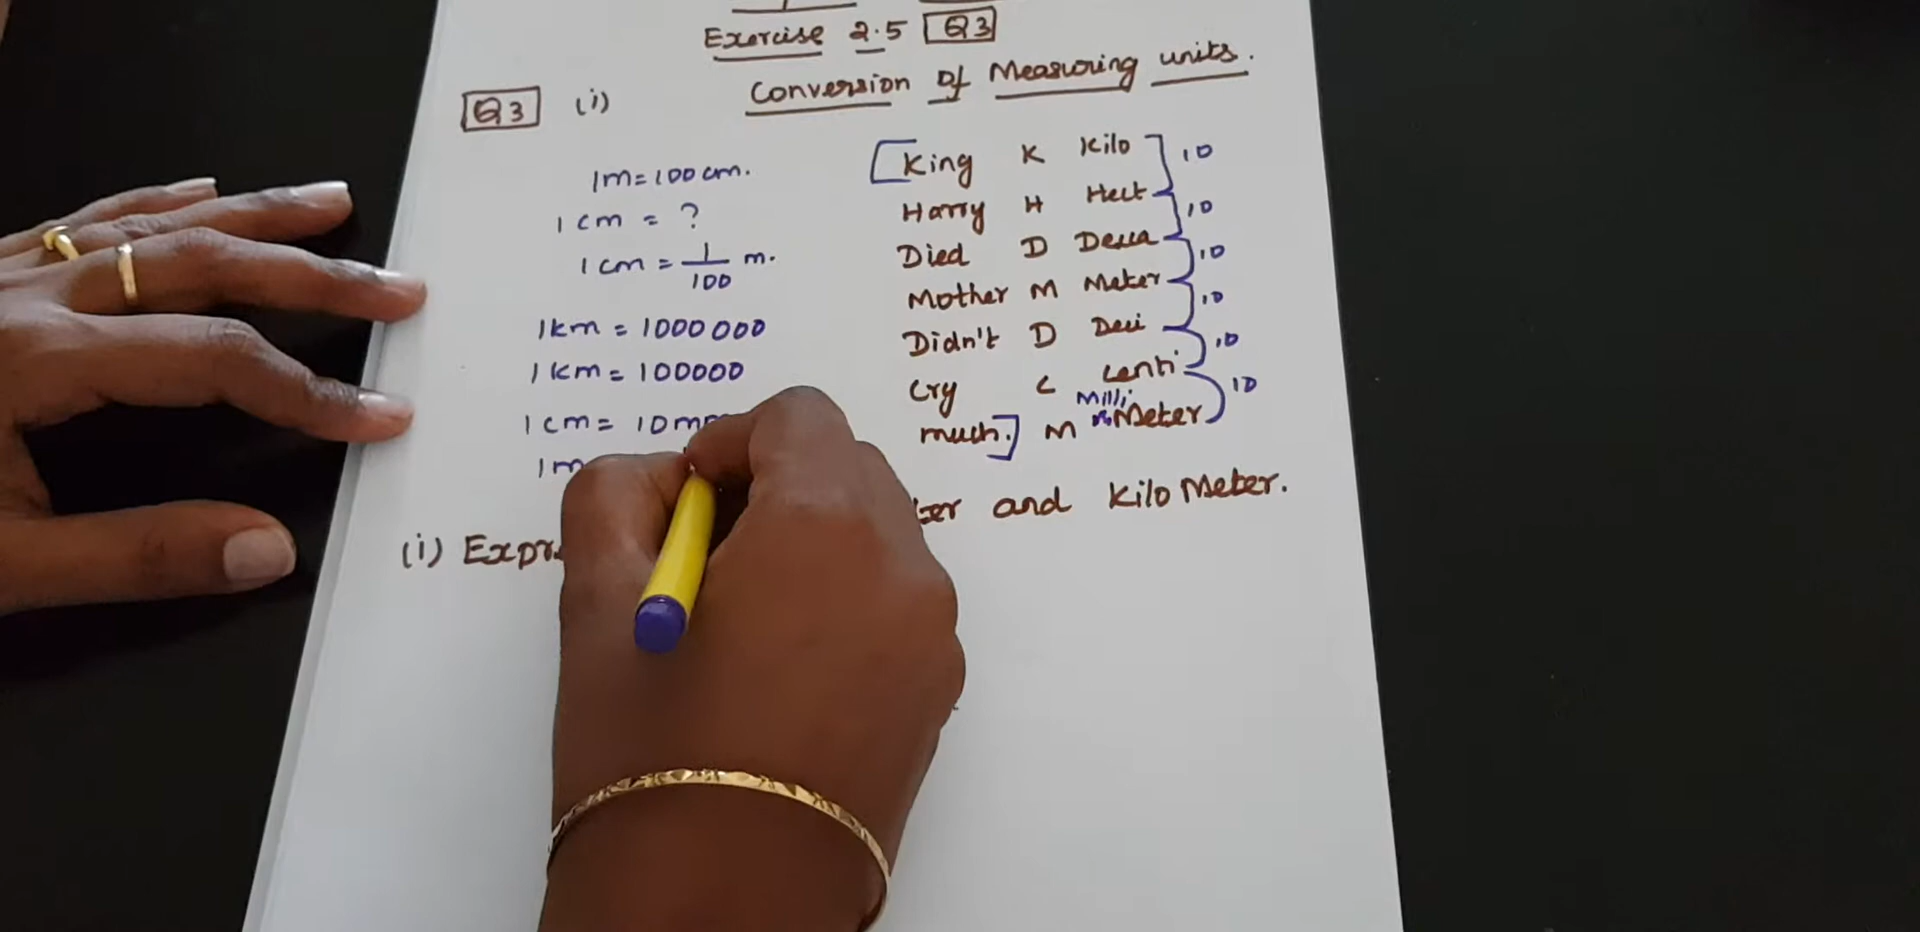 Exercise 2.5 Q3
Conversion of Measuring units.
Q3 (i)
1m = 100 cm.
1 cm = ?
1 cm = 1/100 m.
1km = 1000 000
1 km = 100000
1 cm = 10m
1m
King K Kilo 10
Harry H Hect 10
Died D Decca 10
Mother M Meter 10
Didn't D Deci 10
Cry C Centi 10
Milli
much. M Meter
and Kilo Meter.
(i)